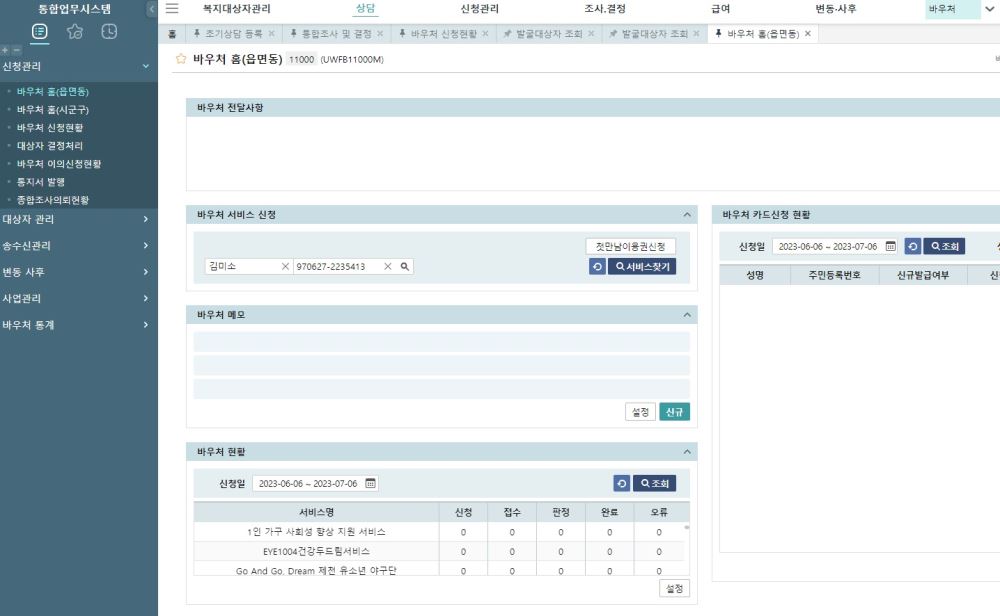 통합업무시스템
복지대상자관리 상담 신청관리 조사.결정 급여 변동·사후 바우처
홈 조기상담 등록 × 통합조사 및 결정 × 바우처 신청현황 × 발굴대상자 조회 × 발굴대상자 조회 × 바우처 홈(읍면동) ×
바우처 홈(읍면동) 11000 (UWFB11000M)
신청관리
바우처 홈(읍면동)
바우처 홈(시군구)
바우처 신청현황
대상자 결정처리
바우처 이의신청현황
통지서 발행
종합조사의뢰현황
대상자 관리
송수신관리
변동 사후
사업관리
바우처 통계
바우처 전달사항
바우처 서비스 신청
첫만남이용권신청
김미소 × 970627-2235413 ×
서비스찾기
바우처 메모
설정 신규
바우처 현황
신청일 2023-06-06 ~ 2023-07-06 조회
서비스명 신청 접수 판정 완료 오류
1인 가구 사회성 향상 지원 서비스 0 0 0 0 0
EYE1004건강두드림서비스 0 0 0 0 0
Go And Go, Dream 제천 유소년 야구단 0 0 0 0 0
설정
바우처 카드신청 현황
신청일 2023-06-06 ~ 2023-07-06 조회
성명 주민등록번호 신규발급여부